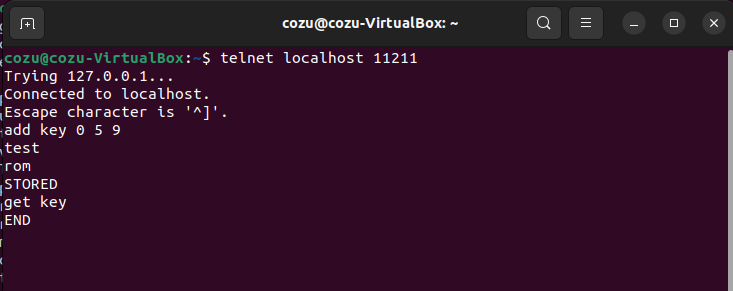 cozu@cozu-VirtualBox: ~
cozu@cozu-VirtualBox:~$ telnet localhost 11211
Trying 127.0.0.1...
Connected to localhost.
Escape character is '^]'.
add key 0 5 9
test
rom
STORED
get key
END